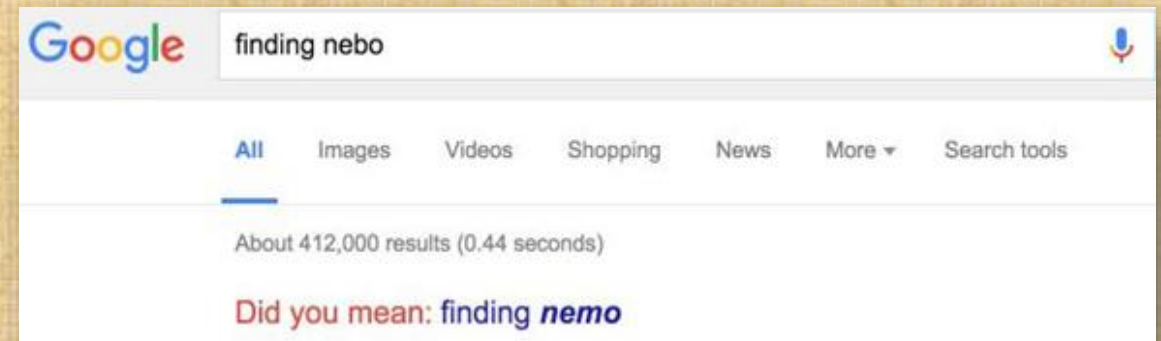 Google finding nebo
All Images Videos Shopping News More Search tools
About 412,000 results (0.44 seconds)
Did you mean: finding nemo